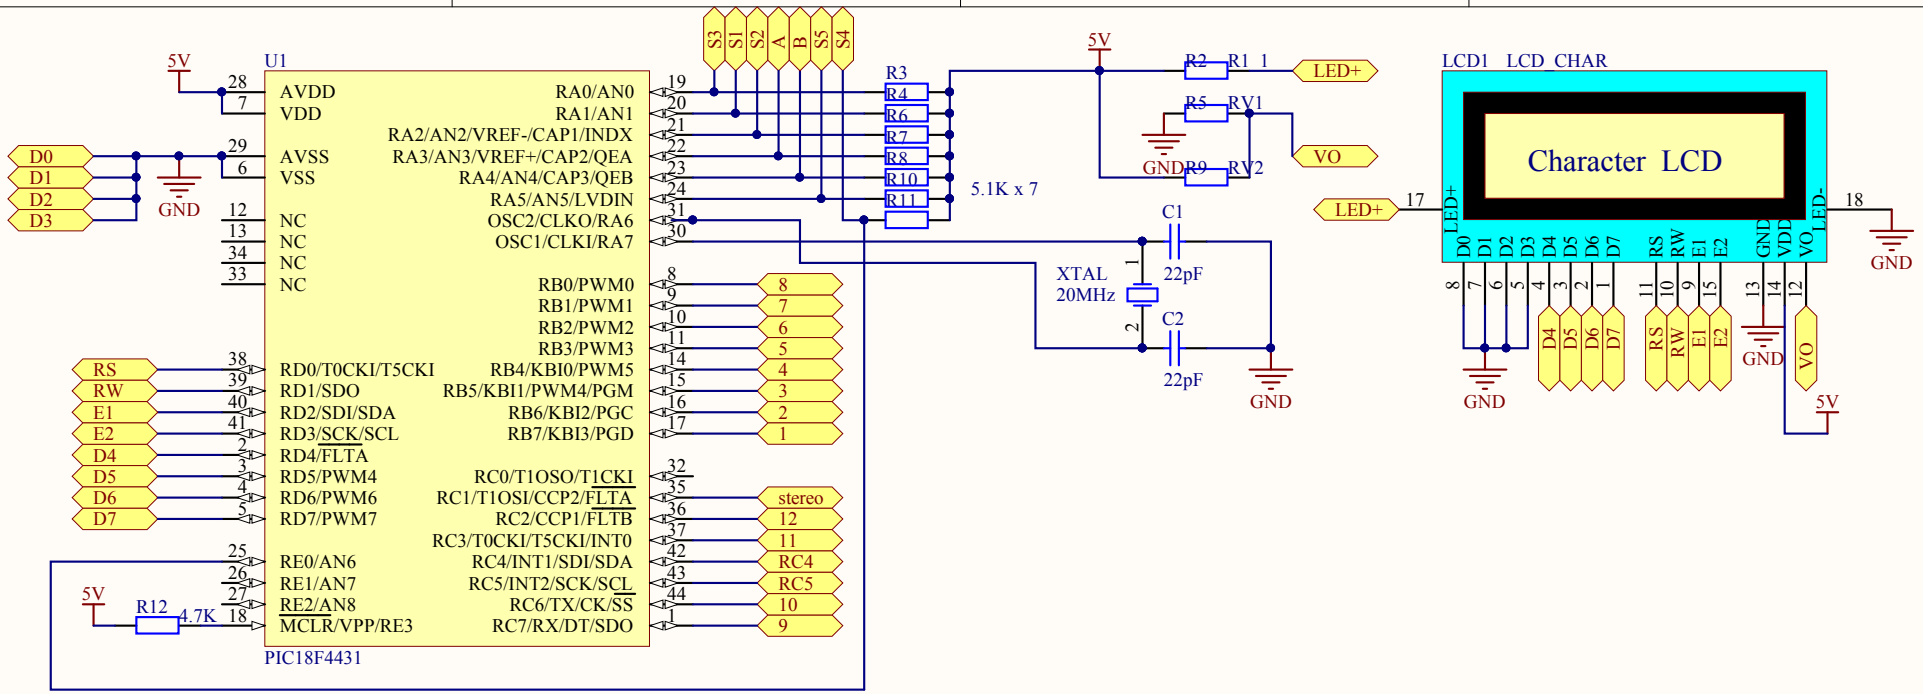 S3 S1 S2 A B S5 S4
5V
U1
28 AVDD
7 VDD
29 AVSS
6 VSS
D0
D1
D2
D3
GND
12 NC
13 NC
34 NC
33 NC
RS 38 RD0/T0CKI/T5CKI
RW 39 RD1/SDO
E1 40 RD2/SDI/SDA
E2 41 RD3/SCK/SCL
D4 2 RD4/FLTA
D5 3 RD5/PWM4
D6 4 RD6/PWM6
D7 5 RD7/PWM7
25 RE0/AN6
26 RE1/AN7
27 RE2/AN8
5V R12 4.7K 18 MCLR/VPP/RE3
PIC18F4431
RA0/AN0 19
RA1/AN1 20
RA2/AN2/VREF-/CAP1/INDX 21
RA3/AN3/VREF+/CAP2/QEA 22
RA4/AN4/CAP3/QEB 23
RA5/AN5/LVDIN 24
OSC2/CLKO/RA6 31
OSC1/CLKI/RA7 30
RB0/PWM0 8 8
RB1/PWM1 9 7
RB2/PWM2 10 6
RB3/PWM3 11 5
RB4/KBI0/PWM5 14 4
RB5/KBI1/PWM4/PGM 15 3
RB6/KBI2/PGC 16 2
RB7/KBI3/PGD 17 1
RC0/T1OSO/T1CKI 32
RC1/T1OSI/CCP2/FLTA 35 stereo
RC2/CCP1/FLTB 36 12
RC3/T0CKI/T5CKI/INT0 37 11
RC4/INT1/SDI/SDA 42 RC4
RC5/INT2/SCK/SCL 43 RC5
RC6/TX/CK/SS 44 10
RC7/RX/DT/SDO 1 9
R3
R4
R6
R7
R8
R10
R11
5.1K x 7
5V
R2 R1 1 LED+
R5 RV1
GND
R9 RV2
VO
C1
22pF
XTAL
20MHz
1
2
C2
22pF
GND
LCD1 LCD_CHAR
Character LCD
LED+ 17 LED+
LED- 18
GND
D0 D1 D2 D3 D4 D5 D6 D7 RS RW E1 E2 GND VDD VO
8 7 6 5 4 3 2 1 11 10 9 15 13 14 12
D4 D5 D6 D7 RS RW E1 E2 VO
GND
GND
5V